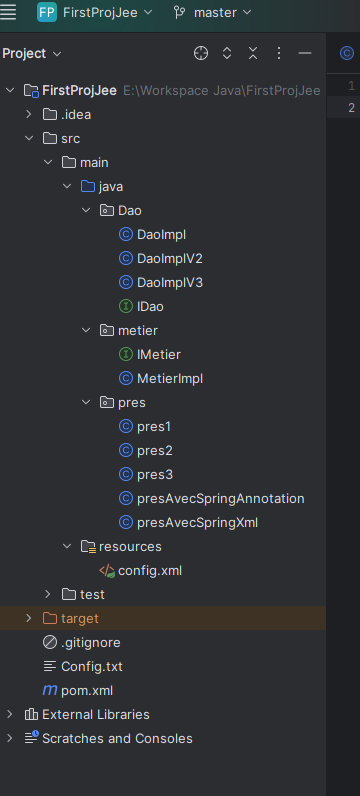 FP FirstProjJee master
Project
FirstProjJee E:\Workspace Java\FirstProjJee
.idea
src
main
java
Dao
DaoImpl
DaoImplV2
DaoImplV3
IDao
metier
IMetier
MetierImpl
pres
pres1
pres2
pres3
presAvecSpringAnnotation
presAvecSpringXml
resources
config.xml
test
target
.gitignore
Config.txt
pom.xml
External Libraries
Scratches and Consoles
1
2